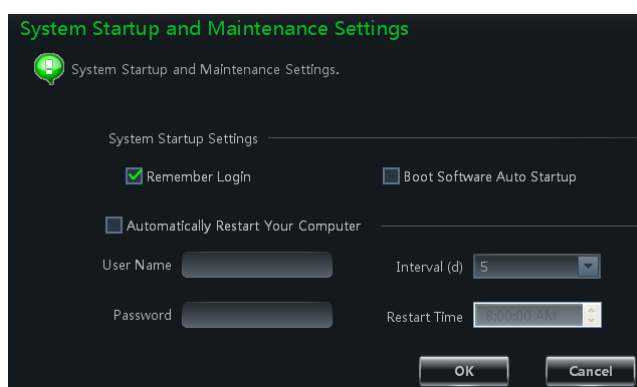 System Startup and Maintenance Settings
System Startup and Maintenance Settings.
System Startup Settings
Remember Login
Boot Software Auto Startup
Automatically Restart Your Computer
User Name
Interval (d) 5
Password
Restart Time 8:00:00 AM
OK Cancel